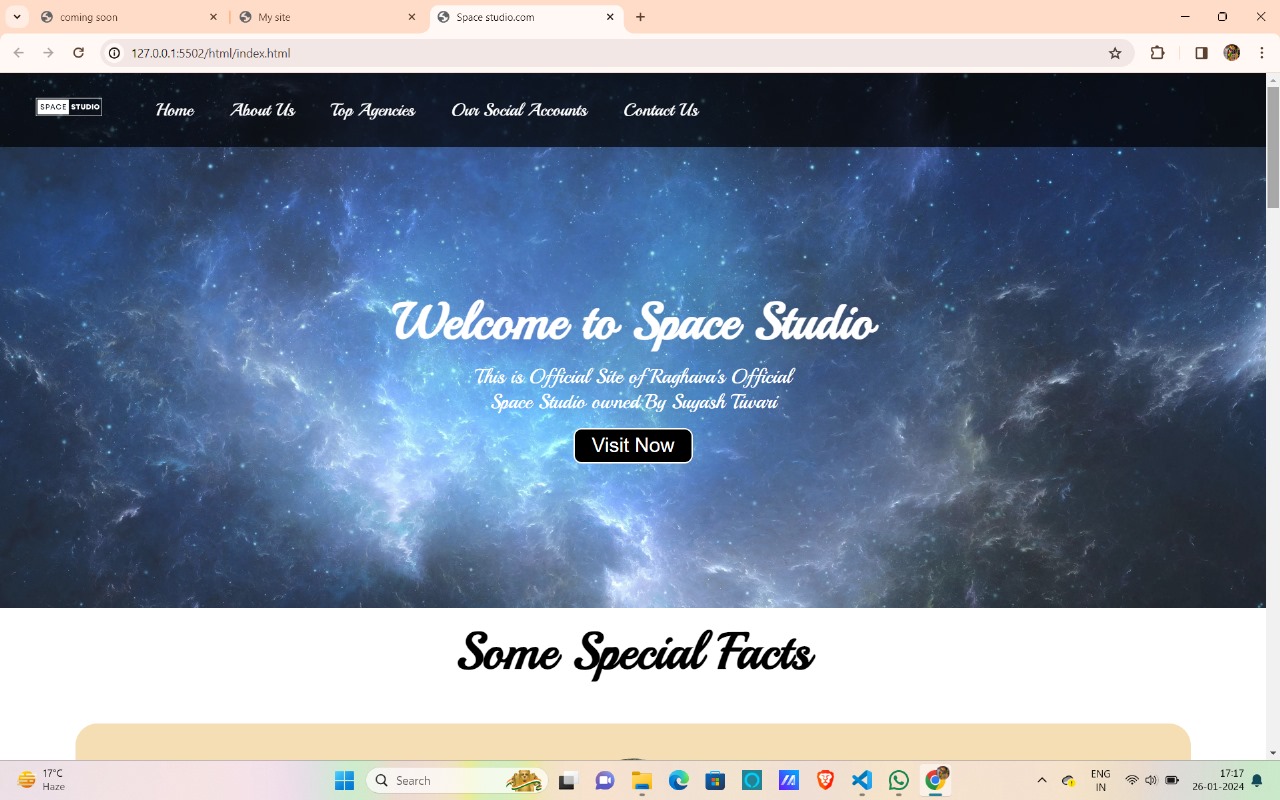 coming soon
My site
Space studio.com
127.0.0.1:5502/html/index.html
SPACE STUDIO
Home
About Us
Top Agencies
Our Social Accounts
Contact Us
Welcome to Space Studio
This is Official Site of Raghava's Official
Space Studio owned By Suyash Tiwari
Visit Now
Some Special Facts
17°C
Haze
Search
ENG
IN
17:17
26-01-2024